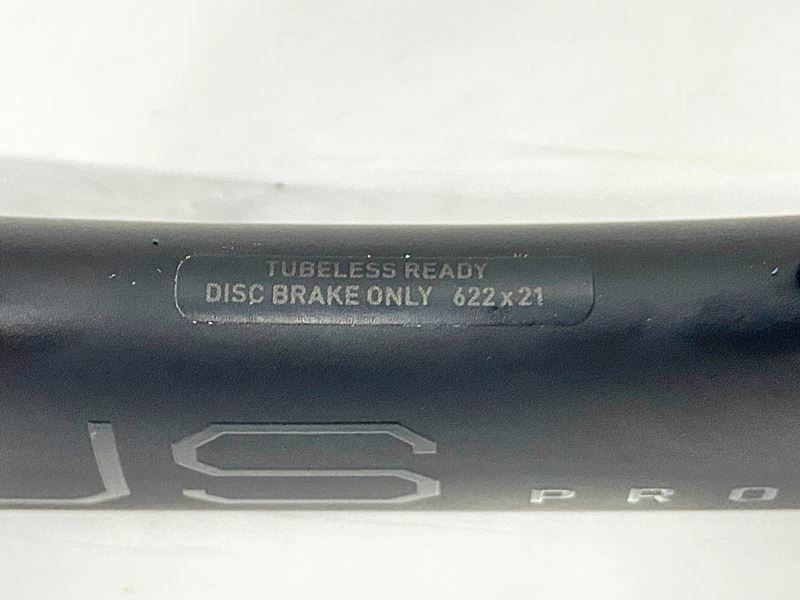 TUBELESS READY
DISC BRAKE ONLY 622x21
US PRO